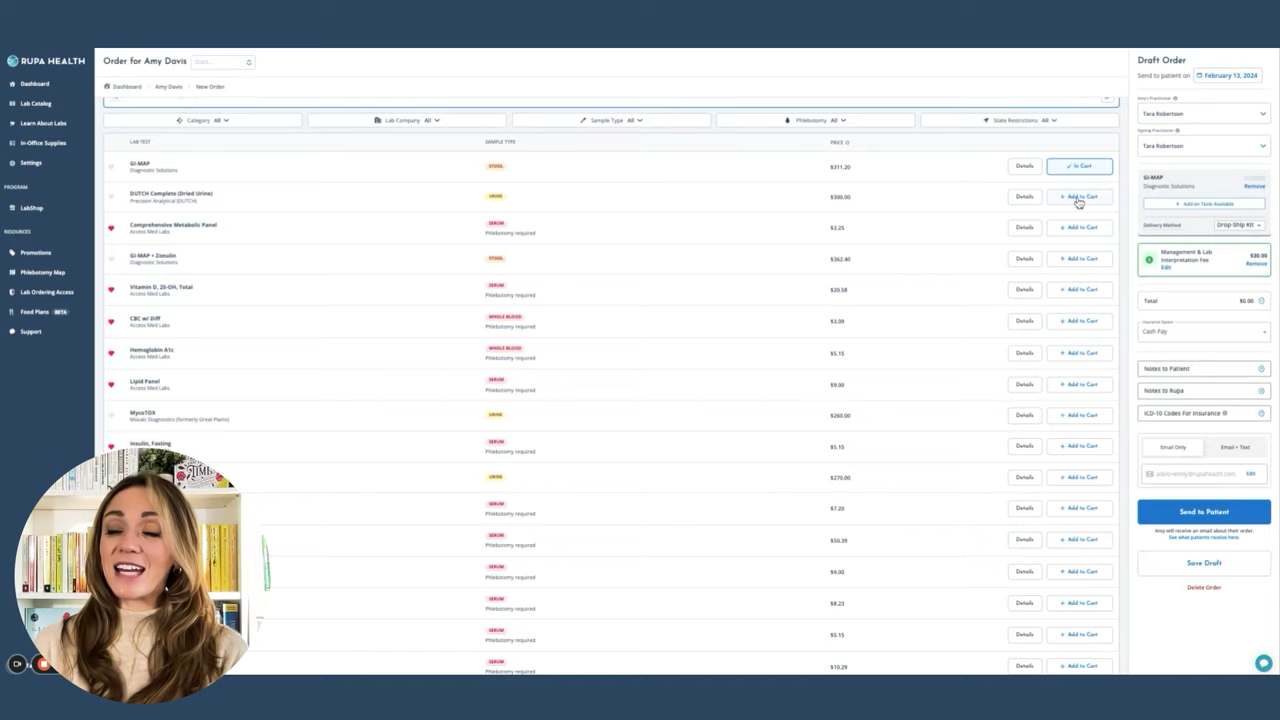 RUPA HEALTH
Dashboard
Lab Catalog
Learn About Labs
In-Office Supplies
Settings
PROGRAM
LabShop
RESOURCES
Promotions
Phlebotomy Map
Lab Ordering Access
Food Plans BETA
Support
Order for Amy Davis
State...
Dashboard / Amy Davis / New Order
Category All
Lab Company All
Sample Type All
Phlebotomy All
State Restrictions All
LAB TEST SAMPLE TYPE PRICE
GI-MAP
Diagnostic Solutions
STOOL
$311.20
Details
In Cart
DUTCH Complete (Dried Urine)
Precision Analytical (DUTCH)
URINE
$300.00
Details
+ Add to Cart
Comprehensive Metabolic Panel
Access Med Labs
SERUM
Phlebotomy required
$3.25
Details
+ Add to Cart
GI-MAP + Zonulin
Diagnostic Solutions
STOOL
$362.40
Details
+ Add to Cart
Vitamin D, 25-OH, Total
Access Med Labs
SERUM
Phlebotomy required
$20.58
Details
+ Add to Cart
CBC w/ Diff
Access Med Labs
WHOLE BLOOD
Phlebotomy required
$3.09
Details
+ Add to Cart
Hemoglobin A1c
Access Med Labs
WHOLE BLOOD
Phlebotomy required
$5.15
Details
+ Add to Cart
Lipid Panel
Access Med Labs
SERUM
Phlebotomy required
$9.00
Details
+ Add to Cart
MycoTOX
Mosaic Diagnostics (formerly Great Plains)
URINE
$260.00
Details
+ Add to Cart
Insulin, Fasting
SERUM
Phlebotomy required
$5.15
Details
+ Add to Cart
URINE
$270.00
Details
+ Add to Cart
SERUM
Phlebotomy required
$7.20
Details
+ Add to Cart
SERUM
Phlebotomy required
$50.39
Details
+ Add to Cart
SERUM
Phlebotomy required
$9.00
Details
+ Add to Cart
SERUM
Phlebotomy required
$8.23
Details
+ Add to Cart
SERUM
Phlebotomy required
$5.15
Details
+ Add to Cart
SERUM
Phlebotomy required
$10.29
Details
+ Add to Cart
Draft Order
Send to patient on February 13, 2024
Amy's Practitioner
Tara Robertson
Signing Practitioner
Tara Robertson
GI-MAP
Diagnostic Solutions
Remove
+ Add-on Tests Available
Delivery Method Drop-Ship Kit
Management & Lab
Interpretation Fee
Edit
$30.00
Remove
Total $0.00
Insurance Option
Cash Pay
Notes to Patient
Notes to Rupa
ICD-10 Codes For Insurance
Email Only Email + Text
Edit
Send to Patient
Amy will receive an email about their order.
See what patients receive here.
Save Draft
Delete Order